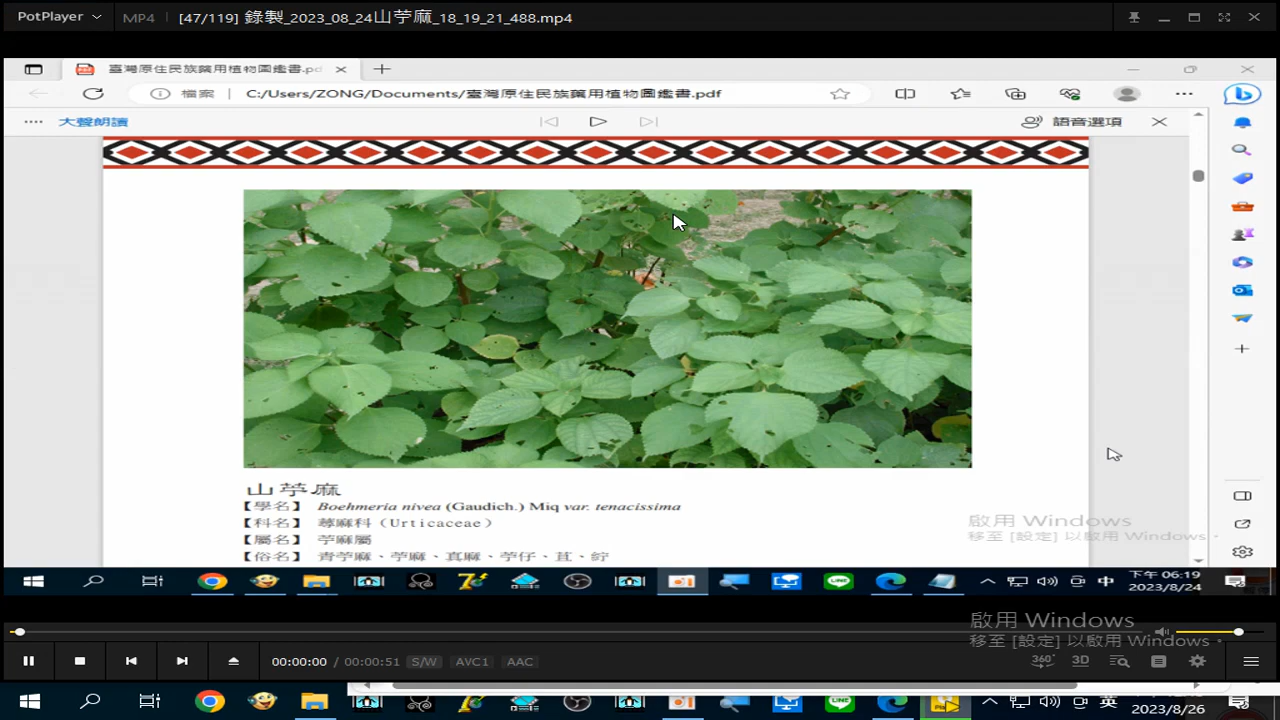 PotPlayer MP4 [47/119] 錄製_2023_08_24山苧麻_18_19_21_488.mp4
臺灣原住民族藥用植物圖鑑書.pdf
檔案 C:/Users/ZONG/Documents/臺灣原住民族藥用植物圖鑑書.pdf
大聲朗讀 語音選項
山苧麻
【學名】 Boehmeria nivea (Gaudich.) Miq var. tenacissima
【科名】 蕁麻科（Urticaceae）
【屬名】 苧麻屬
【俗名】 青苧麻、苧麻、真麻、苧仔、苴、紵
啟用 Windows
移至 [設定] 以啟用 Windows。
中 下午 06:19
2023/8/24
啟用 Windows
移至 [設定] 以啟用 Windows。
00:00:00 / 00:00:51 S/W AVC1 AAC
360° 3D
英
2023/8/26